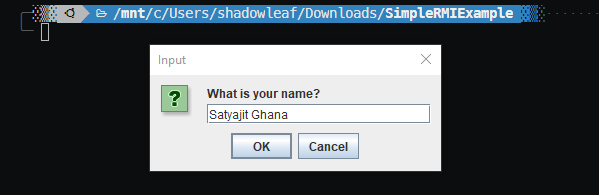 /mnt/c/Users/shadowleaf/Downloads/SimpleRMIExample
Input
What is your name?
Satyajit Ghana
OK Cancel